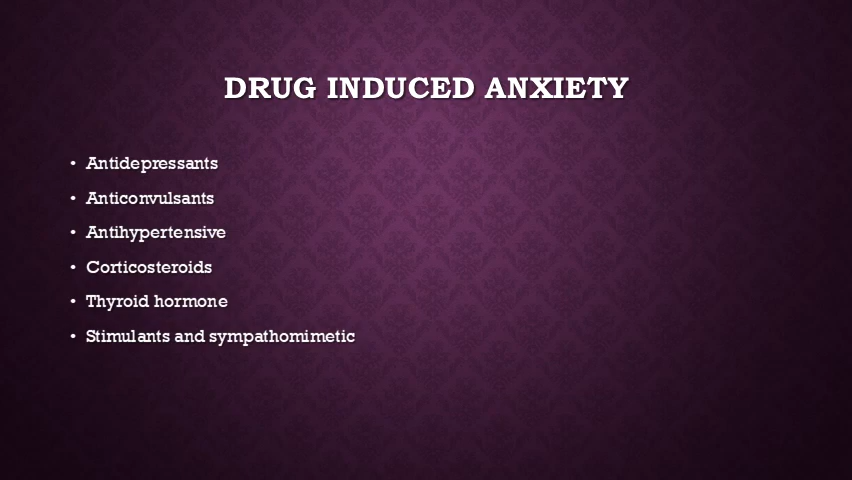 DRUG INDUCED ANXIETY
• Antidepressants
• Anticonvulsants
• Antihypertensive
• Corticosteroids
• Thyroid hormone
• Stimulants and sympathomimetic